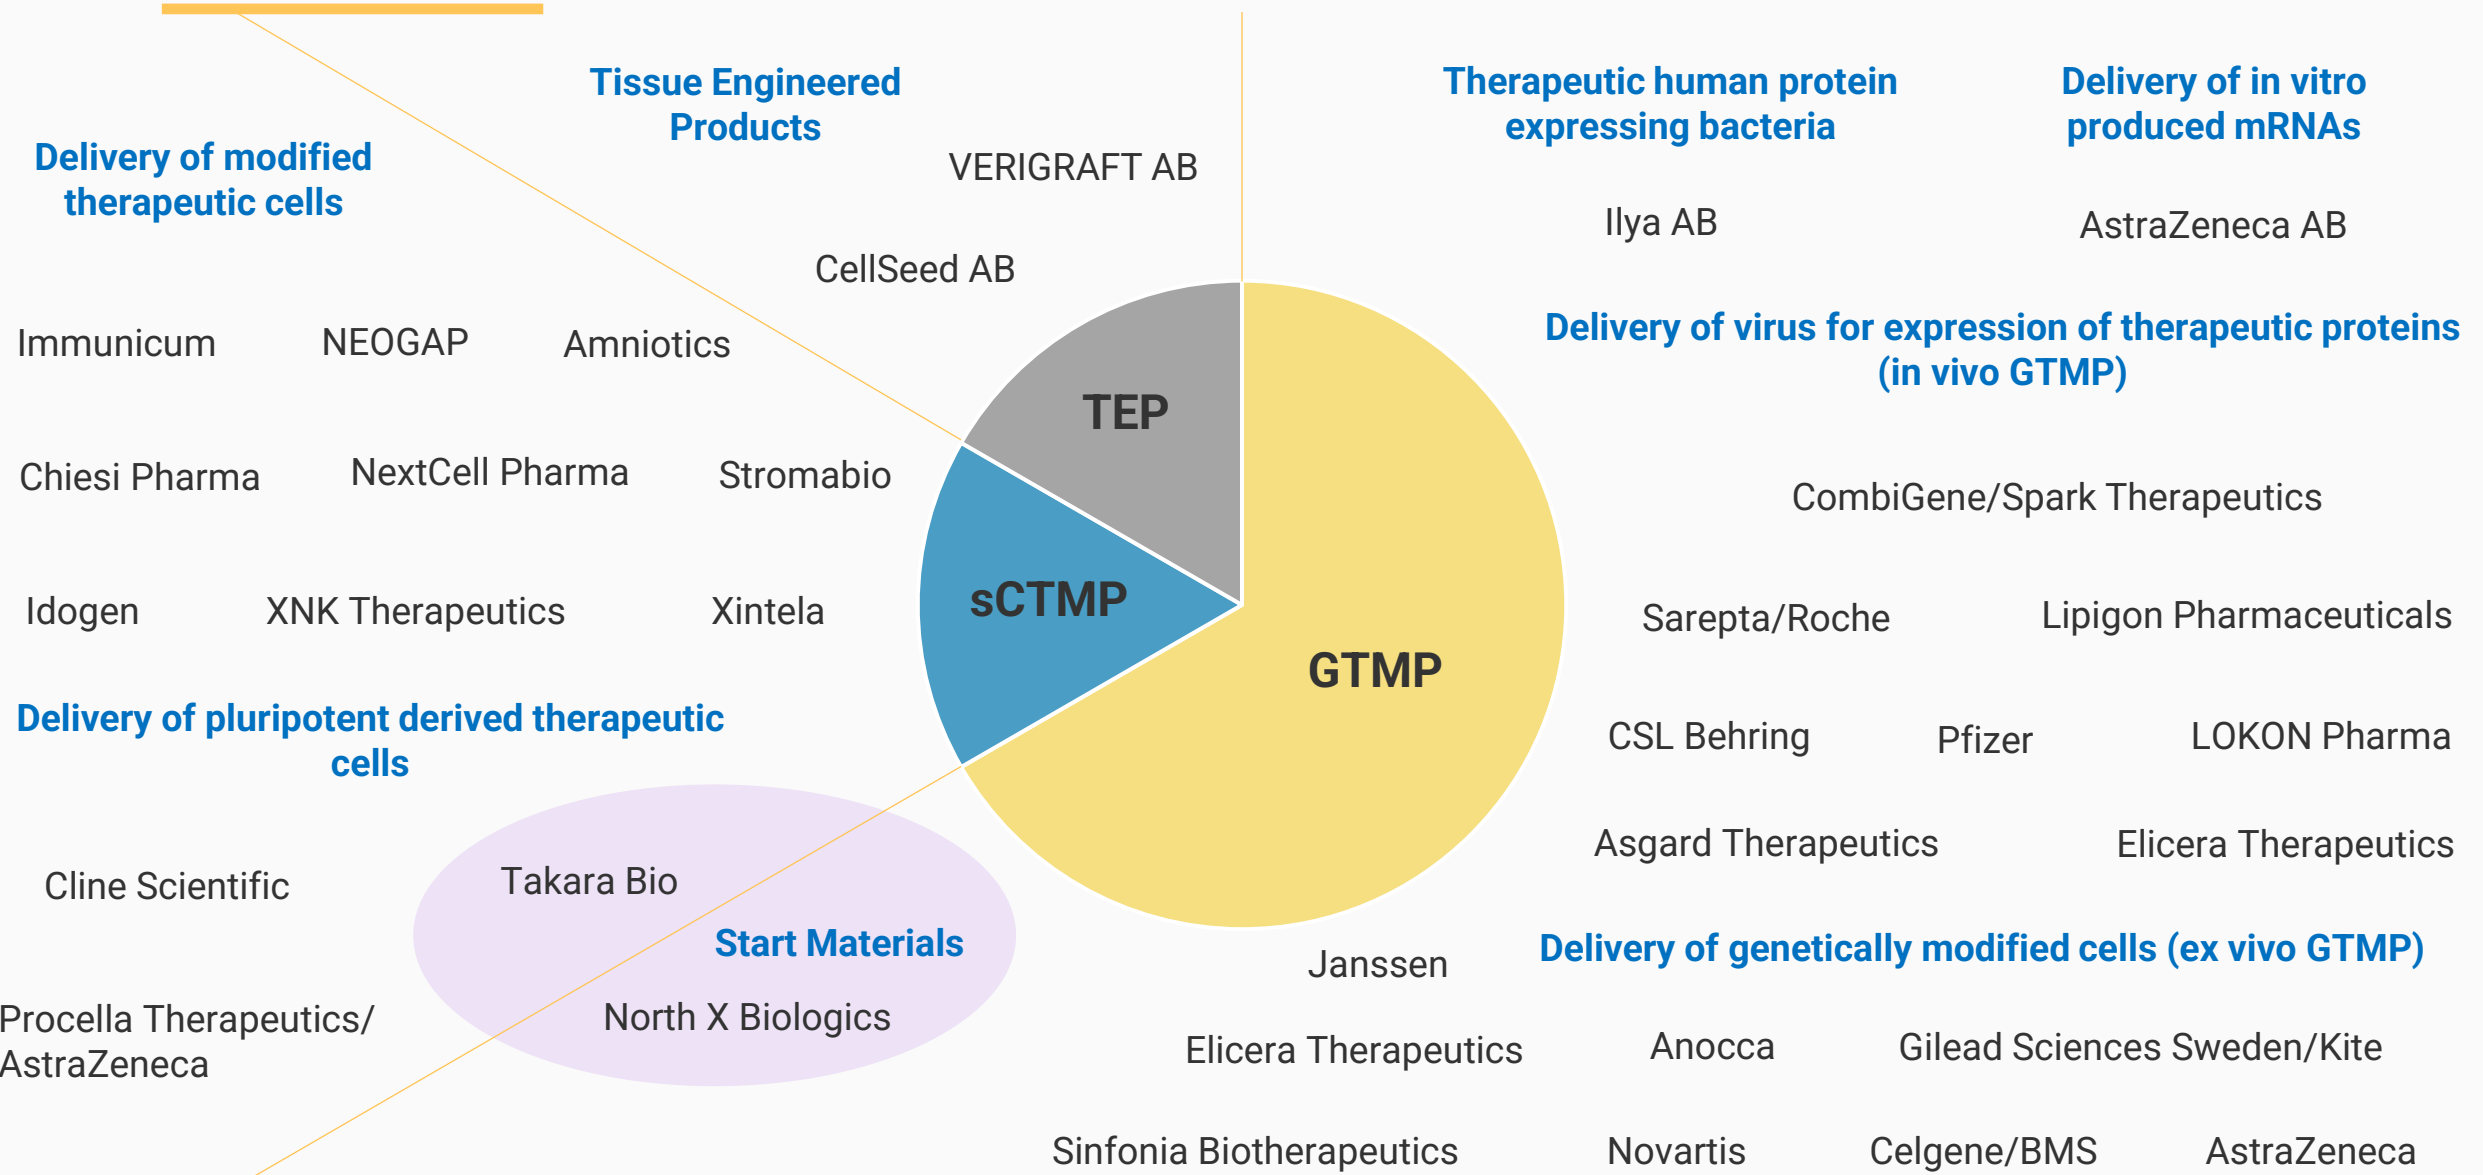 Tissue Engineered
Products
VERIGRAFT AB
CellSeed AB
Delivery of modified
therapeutic cells
Immunicum
NEOGAP
Amniotics
Chiesi Pharma
NextCell Pharma
Stromabio
Idogen
XNK Therapeutics
Xintela
Delivery of pluripotent derived therapeutic
cells
Cline Scientific
Procella Therapeutics/
AstraZeneca
Takara Bio
Start Materials
North X Biologics
TEP
sCTMP
GTMP
Therapeutic human protein
expressing bacteria
Ilya AB
Delivery of in vitro
produced mRNAs
AstraZeneca AB
Delivery of virus for expression of therapeutic proteins
(in vivo GTMP)
CombiGene/Spark Therapeutics
Sarepta/Roche
Lipigon Pharmaceuticals
CSL Behring
Pfizer
LOKON Pharma
Asgard Therapeutics
Elicera Therapeutics
Delivery of genetically modified cells (ex vivo GTMP)
Janssen
Elicera Therapeutics
Anocca
Gilead Sciences Sweden/Kite
Sinfonia Biotherapeutics
Novartis
Celgene/BMS
AstraZeneca